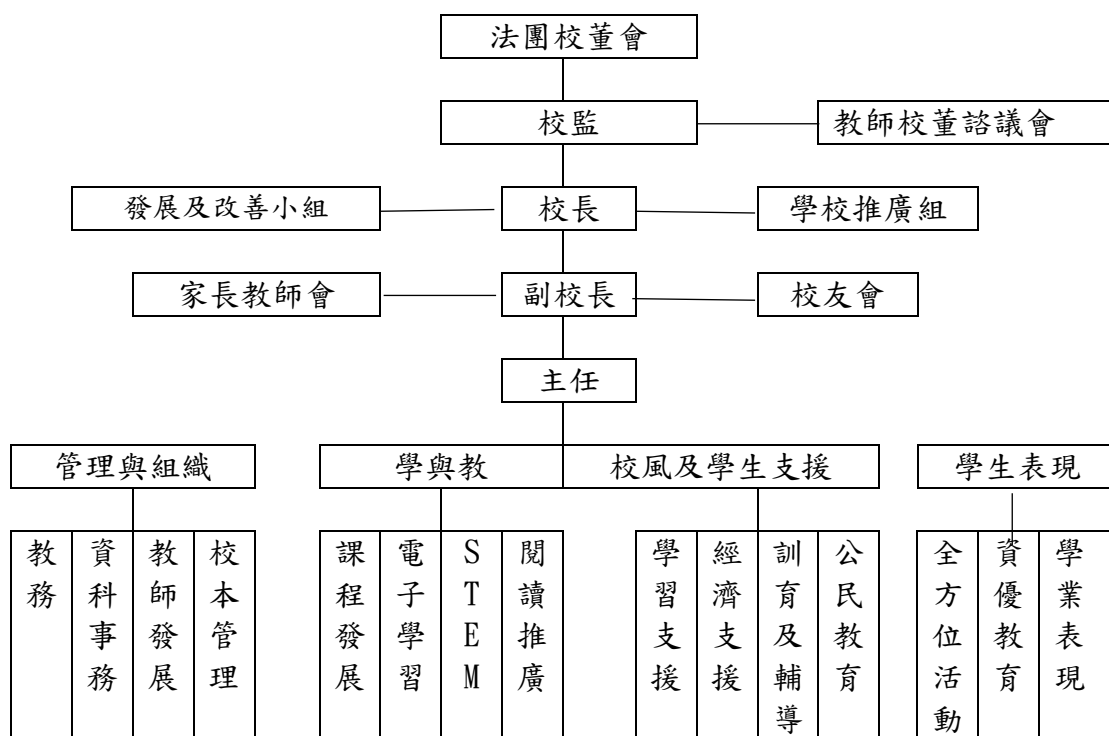 法團校董會
校監
教師校董諮議會
發展及改善小組
校長
學校推廣組
家長教師會
副校長
校友會
主任
管理與組織
學與教
校風及學生支援
學生表現
教務
資科事務
教師發展
校本管理
課程發展
電子學習
STEM
閱讀推廣
學習支援
經濟支援
訓育及輔導
公民教育
全方位活動
資優教育
學業表現